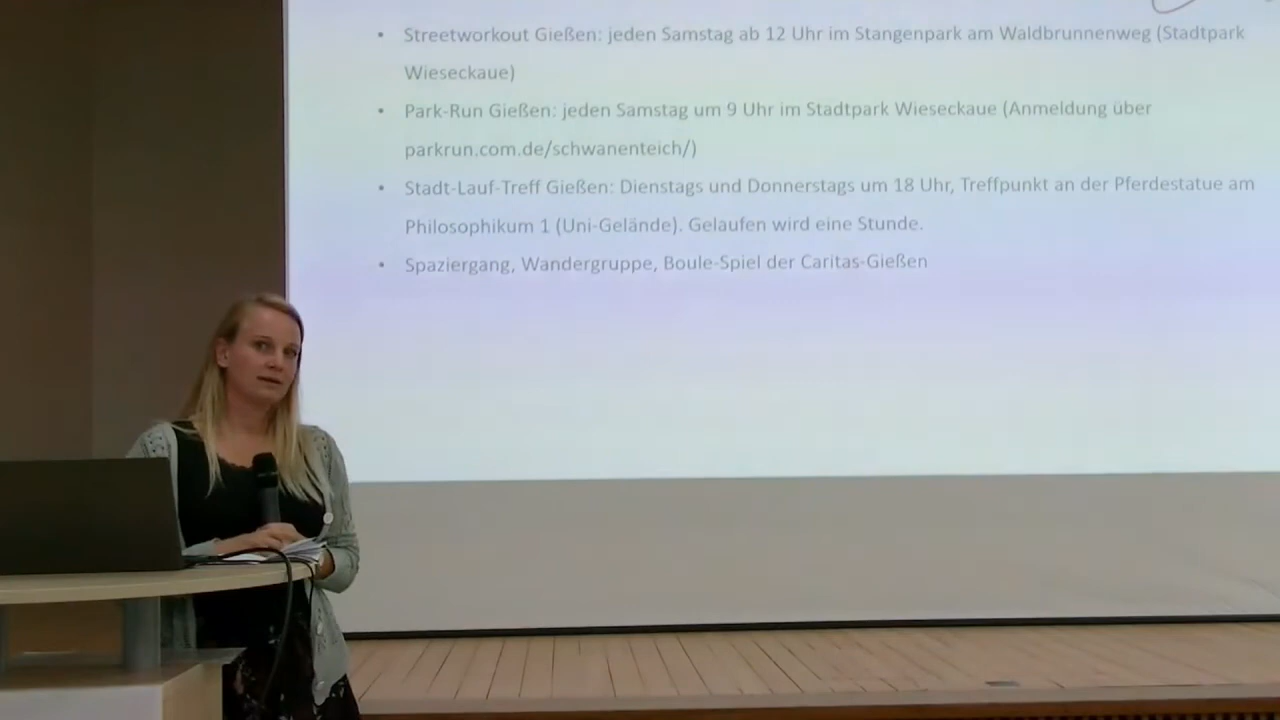 • Streetworkout Gießen: jeden Samstag ab 12 Uhr im Stangenpark am Waldbrunnenweg (Stadtpark
Wieseckaue)
• Park-Run Gießen: jeden Samstag um 9 Uhr im Stadtpark Wieseckaue (Anmeldung über
parkrun.com.de/schwanenteich/)
• Stadt-Lauf-Treff Gießen: Dienstags und Donnerstags um 18 Uhr, Treffpunkt an der Pferdestatue am
Philosophikum 1 (Uni-Gelände). Gelaufen wird eine Stunde.
• Spaziergang, Wandergruppe, Boule-Spiel der Caritas-Gießen